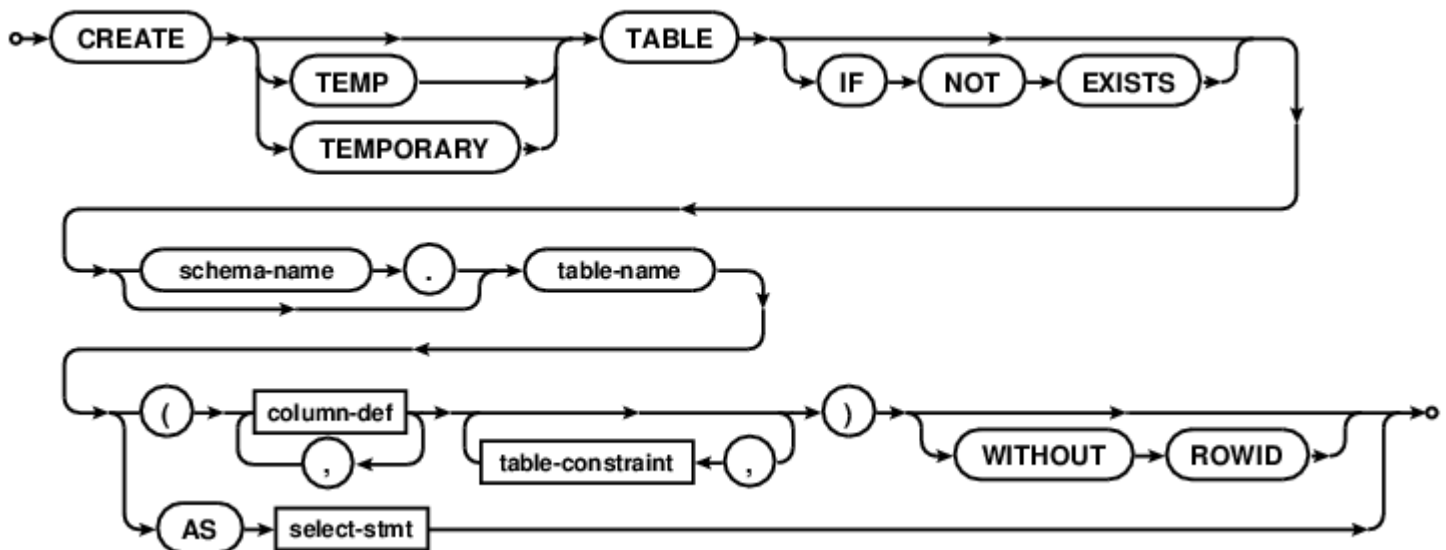 CREATE TABLE
TEMP IF NOT EXISTS
TEMPORARY
schema-name . table-name
( column-def )
, table-constraint , WITHOUT ROWID
AS select-stmt